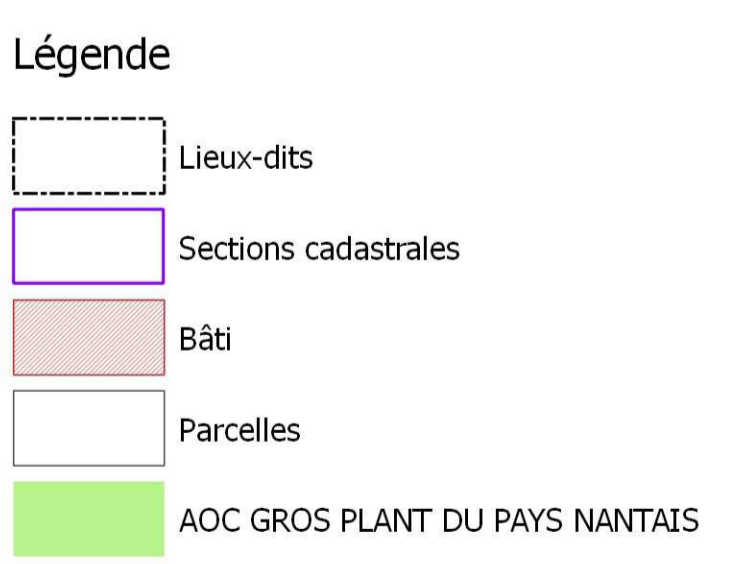 Légende
Lieux-dits
Sections cadastrales
Bâti
Parcelles
AOC GROS PLANT DU PAYS NANTAIS